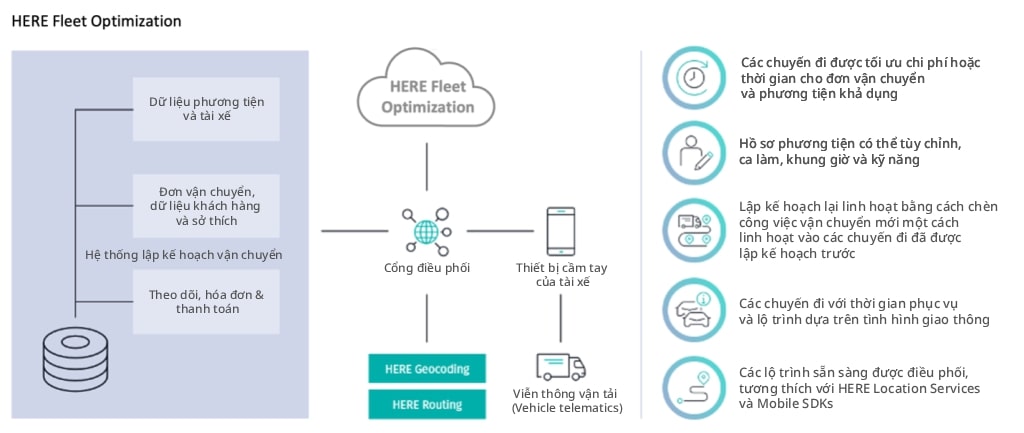 HERE Fleet Optimization
Dữ liệu phương tiện
và tài xế
Đơn vận chuyển,
dữ liệu khách hàng
và sở thích
Hệ thống lập kế hoạch vận chuyển
Theo dõi, hóa đơn &
thanh toán
HERE Fleet
Optimization
Cổng điều phối
Thiết bị cầm tay
của tài xế
HERE Geocoding
HERE Routing
Viễn thông vận tải
(Vehicle telematics)
Các chuyến đi được tối ưu chi phí hoặc
thời gian cho đơn vận chuyển
và phương tiện khả dụng
Hồ sơ phương tiện có thể tùy chỉnh,
ca làm, khung giờ và kỹ năng
Lập kế hoạch lại linh hoạt bằng cách chèn
công việc vận chuyển mới một cách
linh hoạt vào các chuyến đi đã được
lập kế hoạch trước
Các chuyến đi với thời gian phục vụ
và lộ trình dựa trên tình hình giao thông
Các lộ trình sẵn sàng được điều phối,
tương thích với HERE Location Services
và Mobile SDKs